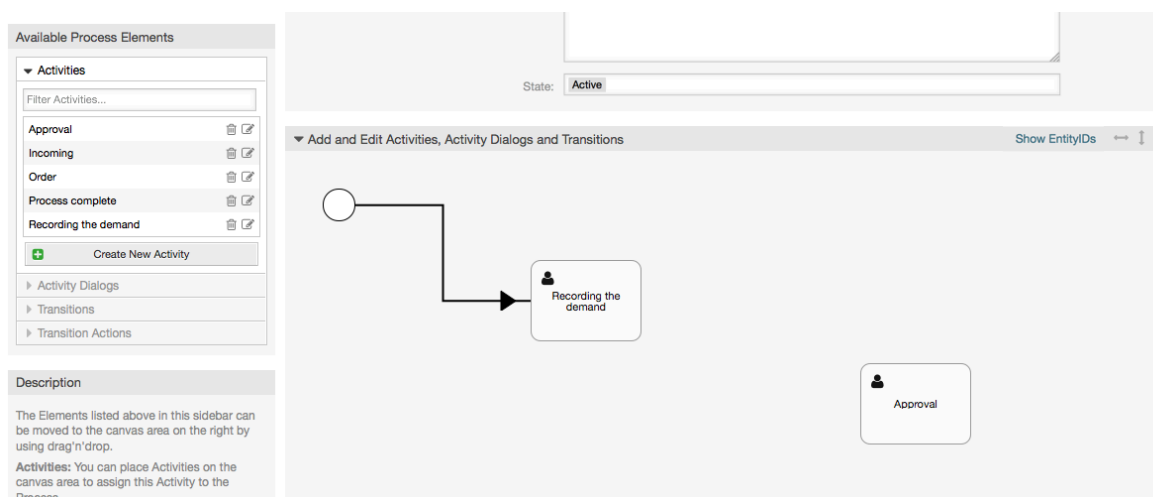 Available Process Elements
Activities
Filter Activities...
Approval
Incoming
Order
Process complete
Recording the demand
Create New Activity
Activity Dialogs
Transitions
Transition Actions
Description
The Elements listed above in this sidebar can
be moved to the canvas area on the right by
using drag'n'drop.
Activities: You can place Activities on the
canvas area to assign this Activity to the
Process
State: Active
Add and Edit Activities, Activity Dialogs and Transitions Show EntityIDs
Recording the
demand
Approval